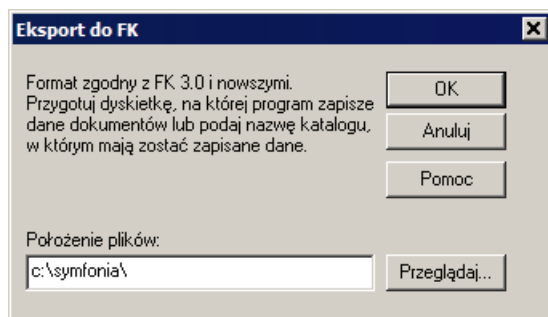 Eksport do FK
Format zgodny z FK 3.0 i nowszymi.
Przygotuj dyskietkę, na której program zapisze
dane dokumentów lub podaj nazwę katalogu,
w którym mają zostać zapisane dane.
OK
Anuluj
Pomoc
Położenie plików:
c:\symfonia\
Przeglądaj...